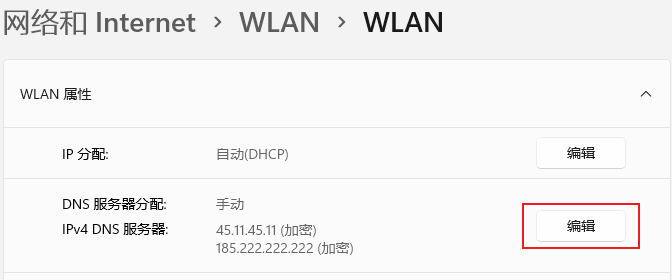 网络和 Internet › WLAN › WLAN
WLAN 属性
IP 分配: 自动(DHCP) 编辑
DNS 服务器分配: 手动
IPv4 DNS 服务器: 45.11.45.11 (加密) 编辑
185.222.222.222 (加密)